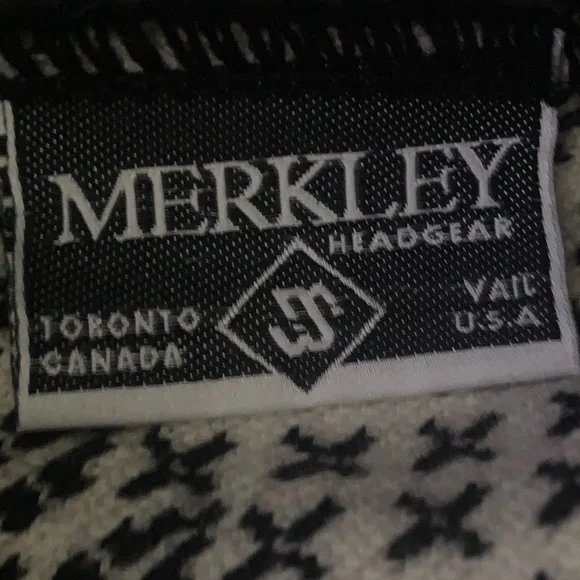 MERKLEY
HEADGEAR
TORONTO
CANADA
VAIL
U.S.A